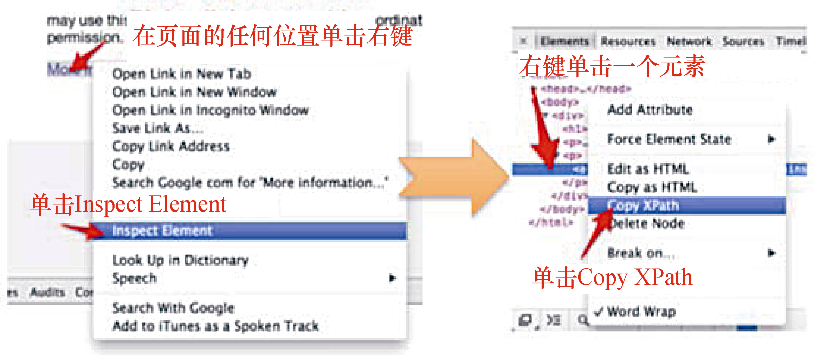 may use this
ordinat
permission.
在页面的任何位置单击右键
More in
Open Link in New Tab
Open Link in New Window
Open Link in Incognito Window
Save Link As...
Copy Link Address
Copy
Search Google com for "More information..."
单击Inspect Element
Inspect Element
Look Up in Dictionary
Speech
es Audits Con
Search With Google
Add to iTunes as a Spoken Track
× Elements Resources Network Sources Timel
右键单击一个元素
<head>…</head>
<body>
<div>
<h1>
<p>…
<p>
<a
</p>
</div>
</body>
</html>
Add Attribute
Force Element State
Edit as HTML
Copy as HTML
ins
Copy XPath
Delete Node
Break on...
单击Copy XPath
✓ Word Wrap